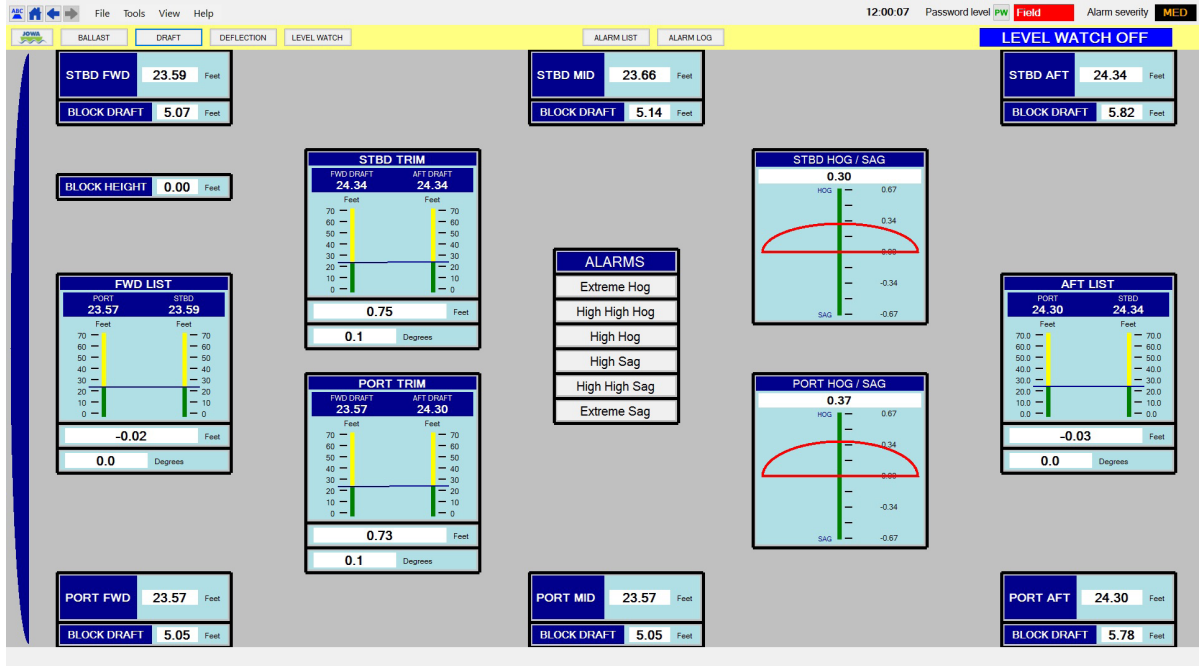 ABC File Tools View Help 12:00:07 Password level PW Field Alarm severity MED
JOWA BALLAST DRAFT DEFLECTION LEVEL WATCH ALARM LIST ALARM LOG LEVEL WATCH OFF
STBD FWD 23.59 Feet
BLOCK DRAFT 5.07 Feet
STBD MID 23.66 Feet
BLOCK DRAFT 5.14 Feet
STBD AFT 24.34 Feet
BLOCK DRAFT 5.82 Feet
BLOCK HEIGHT 0.00 Feet
STBD TRIM
FWD DRAFT AFT DRAFT
24.34 24.34
Feet Feet
70 70
60 60
50 50
40 40
30 30
20 20
10 10
0 0
0.75 Feet
0.1 Degrees
STBD HOG / SAG
0.30
HOG 0.67
0.34
0.00
-0.34
SAG -0.67
FWD LIST
PORT STBD
23.57 23.59
Feet Feet
70 70
60 60
50 50
40 40
30 30
20 20
10 10
0 0
-0.02 Feet
0.0 Degrees
ALARMS
Extreme Hog
High High Hog
High Hog
High Sag
High High Sag
Extreme Sag
AFT LIST
PORT STBD
24.30 24.34
Feet Feet
70.0 70.0
60.0 60.0
50.0 50.0
40.0 40.0
30.0 30.0
20.0 20.0
10.0 10.0
0.0 0.0
-0.03 Feet
0.0 Degrees
PORT TRIM
FWD DRAFT AFT DRAFT
23.57 24.30
Feet Feet
70 70
60 60
50 50
40 40
30 30
20 20
10 10
0 0
0.73 Feet
0.1 Degrees
PORT HOG / SAG
0.37
HOG 0.67
0.34
0.00
-0.34
SAG -0.67
PORT FWD 23.57 Feet
BLOCK DRAFT 5.05 Feet
PORT MID 23.57 Feet
BLOCK DRAFT 5.05 Feet
PORT AFT 24.30 Feet
BLOCK DRAFT 5.78 Feet